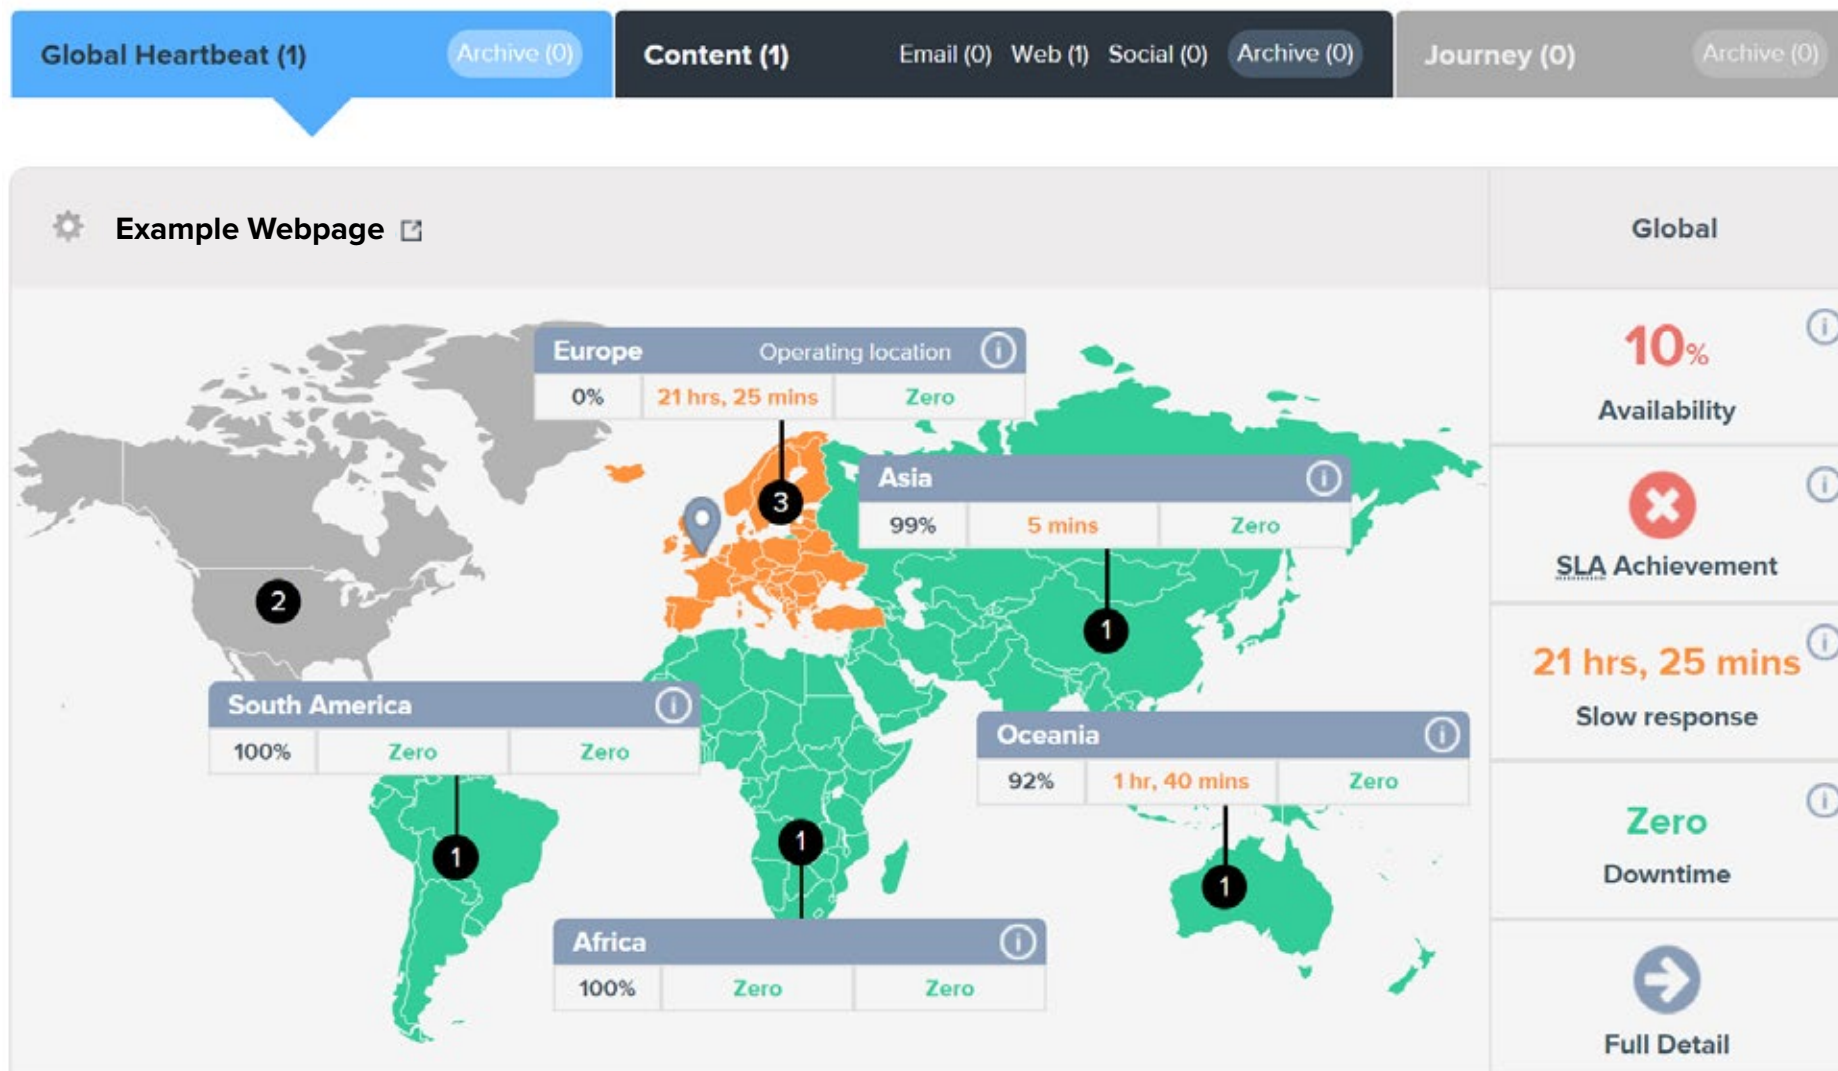 Global Heartbeat (1) Archive (0) Content (1) Email (0) Web (1) Social (0) Archive (0) Journey (0) Archive (0)
Example Webpage Global
Europe Operating location i
0% 21 hrs, 25 mins Zero
10% i
Availability
Asia i
99% 5 mins Zero
3
i
SLA Achievement
2
1
21 hrs, 25 mins i
Slow response
South America i
100% Zero Zero
Oceania i
92% 1 hr, 40 mins Zero
Zero i
Downtime
1
1
1
Africa i
100% Zero Zero
Full Detail